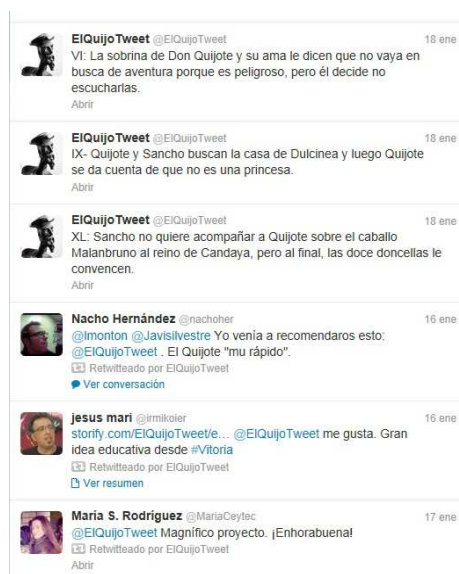 ElQuijoTweet @ElQuijoTweet 18 ene
VI: La sobrina de Don Quijote y su ama le dicen que no vaya en
busca de aventura porque es peligroso, pero él decide no
escucharlas.
Abrir
ElQuijoTweet @ElQuijoTweet 18 ene
IX- Quijote y Sancho buscan la casa de Dulcinea y luego Quijote
se da cuenta de que no es una princesa.
Abrir
ElQuijoTweet @ElQuijoTweet 18 ene
XL: Sancho no quiere acompañar a Quijote sobre el caballo
Malanbruno al reino de Candaya, pero al final, las doce doncellas le
convencen.
Abrir
Nacho Hernández @nachoher 16 ene
@lmonton @Javisilvestre Yo venía a recomendaros esto:
@ElQuijoTweet . El Quijote "mu rápido".
Retwitteado por ElQuijoTweet
Ver conversación
jesus mari @irmikoier 16 ene
storify.com/ElQuijoTweet/e... @ElQuijoTweet me gusta. Gran
idea educativa desde #Vitoria
Retwitteado por ElQuijoTweet
Ver resumen
Maria S. Rodríguez @MariaCeytec 17 ene
@ElQuijoTweet Magnífico proyecto. ¡Enhorabuena!
Retwitteado por ElQuijoTweet
Abrir